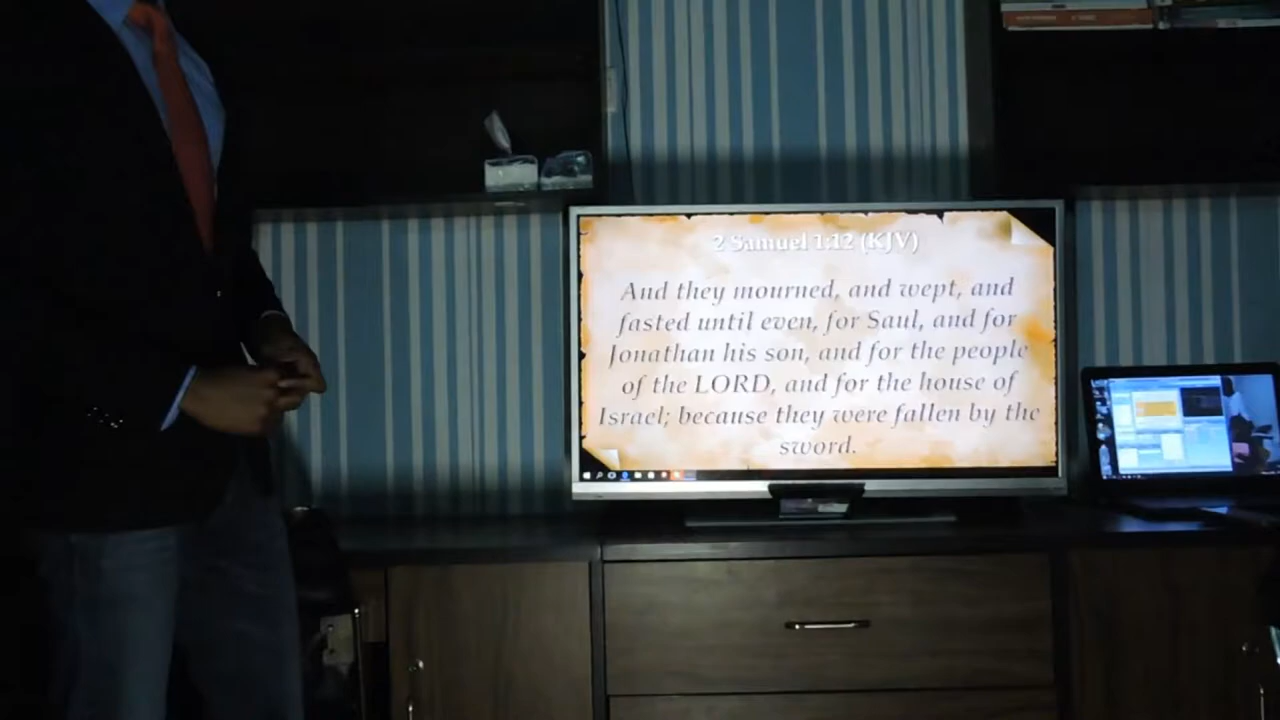 2 Samuel 1:12 (KJV)
And they mourned, and wept, and
fasted until even, for Saul, and for
Jonathan his son, and for the people
of the LORD, and for the house of
Israel; because they were fallen by the
sword.